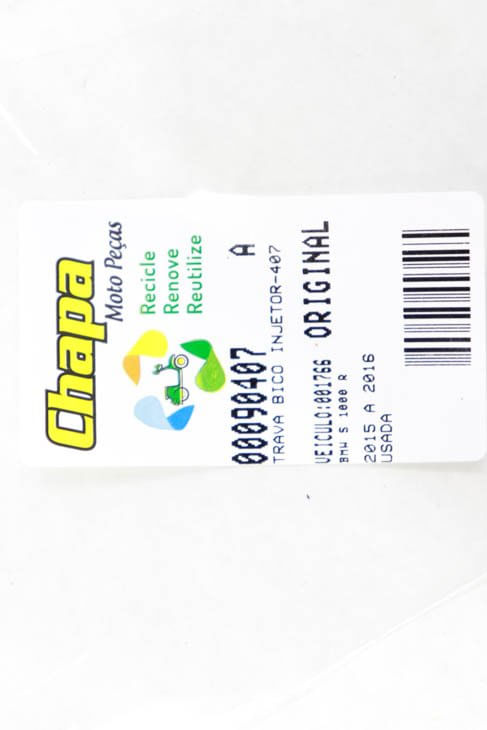 Chapa
Moto Peças
Recicle
Renove
Reutilize
00090407 A
TRAVA BICO INJETOR-407
VEICULO:001766 ORIGINAL
BMW S 1000 R
2015 A 2016
USADA